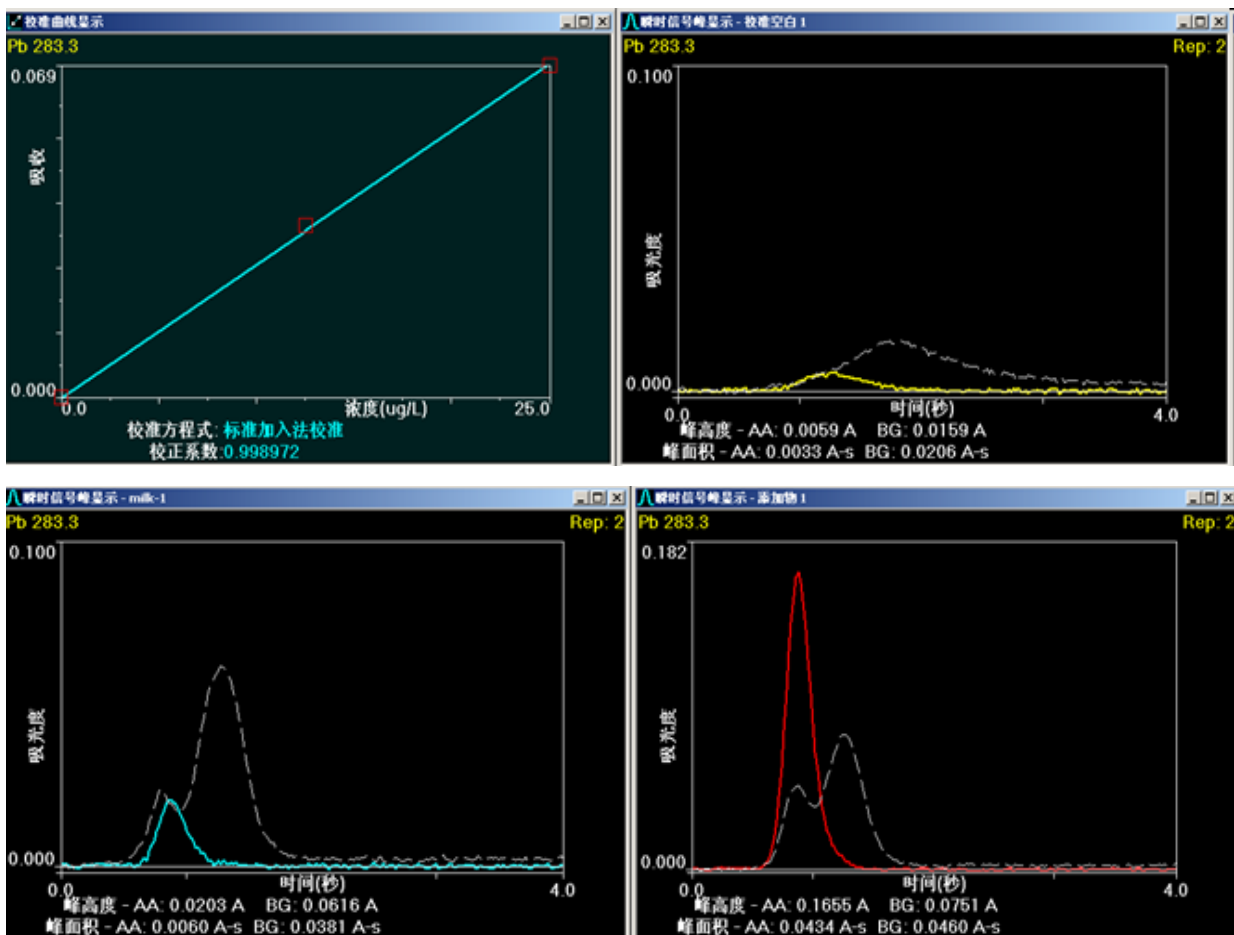 校准曲线显示
Pb 283.3
0.069
吸收
0.000
0.0
浓度(ug/L)
25.0
校准方程式: 标准加入法校准
校正系数:0.998972
瞬时信号峰显示 - 校准空白 1
Pb 283.3
Rep: 2
0.100
吸光度
0.000
0.0
时间(秒)
4.0
峰高度 - AA: 0.0059 A BG: 0.0159 A
峰面积 - AA: 0.0033 A-s BG: 0.0206 A-s
瞬时信号峰显示 - milk-1
Pb 283.3
Rep: 2
0.100
吸光度
0.000
0.0
时间(秒)
4.0
峰高度 - AA: 0.0203 A BG: 0.0616 A
峰面积 - AA: 0.0060 A-s BG: 0.0381 A-s
瞬时信号峰显示 - 添加物 1
Pb 283.3
Rep: 2
0.182
吸光度
0.000
0.0
时间(秒)
4.0
峰高度 - AA: 0.1655 A BG: 0.0751 A
峰面积 - AA: 0.0434 A-s BG: 0.0460 A-s